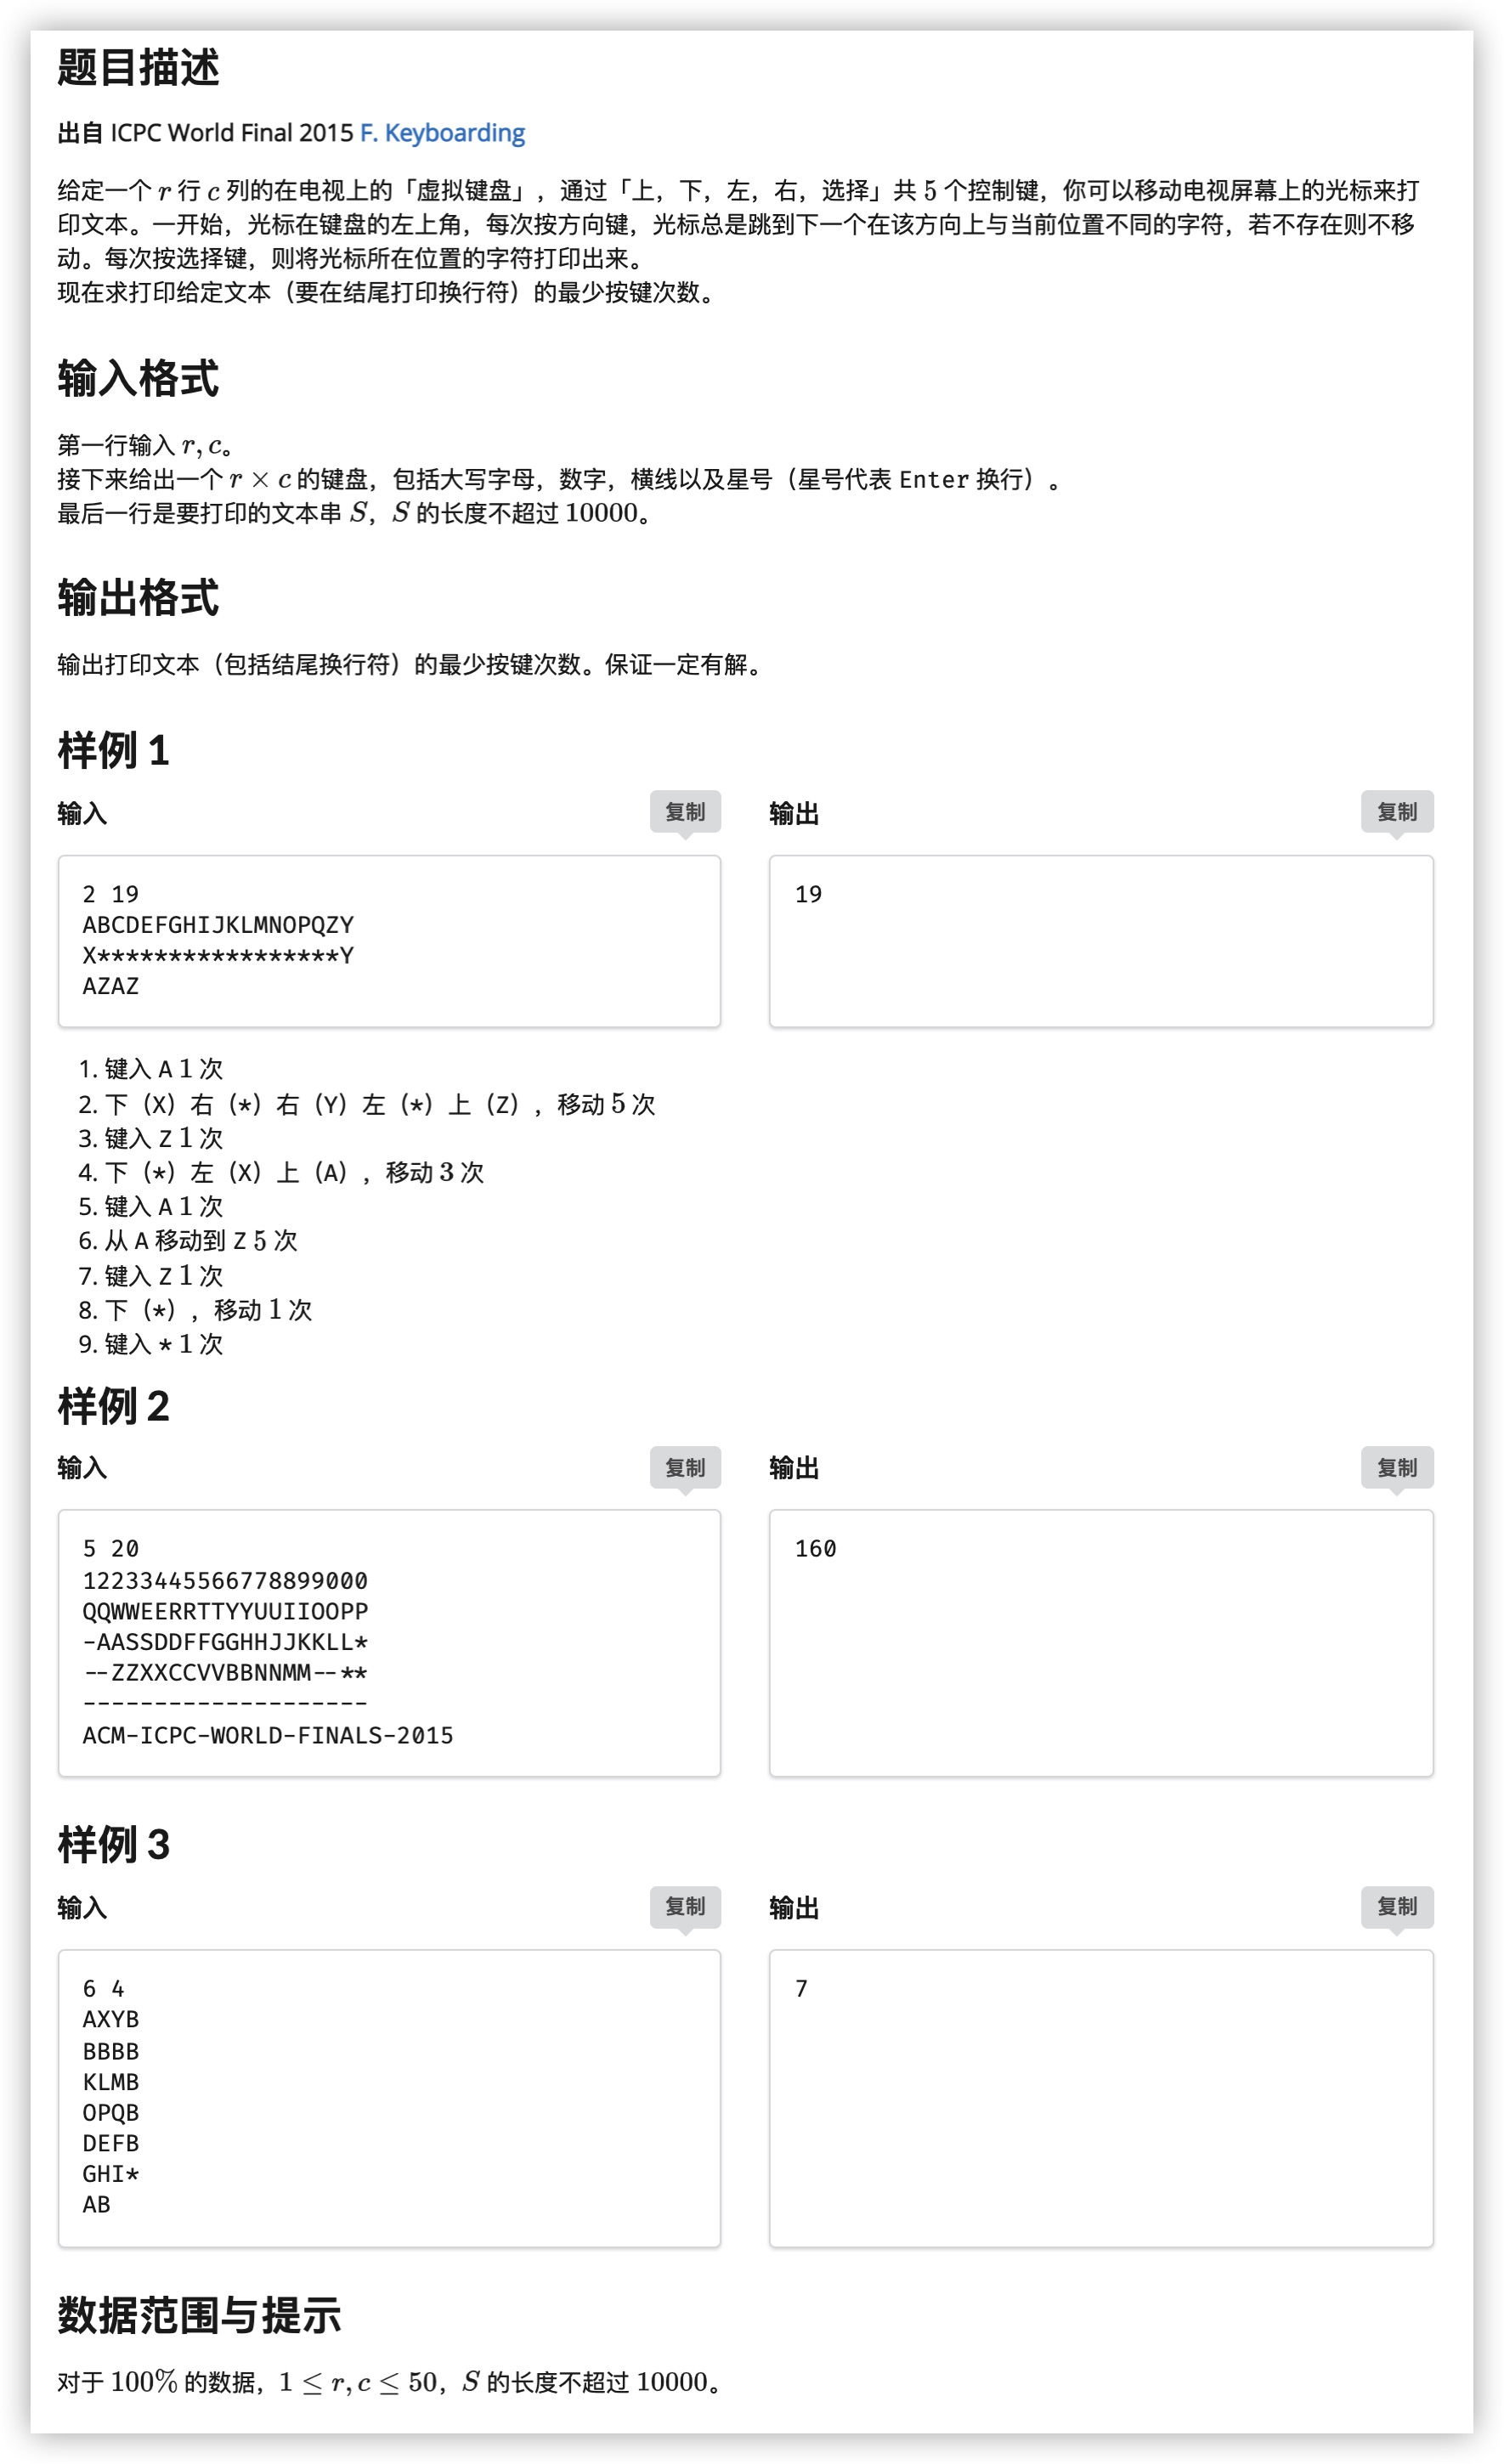 题目描述
出自 ICPC World Final 2015 F. Keyboarding
给定一个 r 行 c 列的在电视上的「虚拟键盘」，通过「上，下，左，右，选择」共 5 个控制键，你可以移动电视屏幕上的光标来打
印文本。一开始，光标在键盘的左上角，每次按方向键，光标总是跳到下一个在该方向上与当前位置不同的字符，若不存在则不移
动。每次按选择键，则将光标所在位置的字符打印出来。
现在求打印给定文本（要在结尾打印换行符）的最少按键次数。
输入格式
第一行输入 r, c。
接下来给出一个 r × c 的键盘，包括大写字母，数字，横线以及星号（星号代表 Enter 换行）。
最后一行是要打印的文本串 S，S 的长度不超过 10000。
输出格式
输出打印文本（包括结尾换行符）的最少按键次数。保证一定有解。
样例 1
输入 复制 输出 复制
2 19
ABCDEFGHIJKLMNOPQZY
X*****************Y
AZAZ
19
1. 键入 A 1 次
2. 下（X）右（*）右（Y）左（*）上（Z），移动 5 次
3. 键入 Z 1 次
4. 下（*）左（X）上（A），移动 3 次
5. 键入 A 1 次
6. 从 A 移动到 Z 5 次
7. 键入 Z 1 次
8. 下（*），移动 1 次
9. 键入 * 1 次
样例 2
输入 复制 输出 复制
5 20
12233445566778899000
QQWWEERRTTYYUUIIOOPP
-AASSDDFFGGHHJJKKLL*
--ZZXXCCVVBBNNMM--**
--------------------
ACM-ICPC-WORLD-FINALS-2015
160
样例 3
输入 复制 输出 复制
6 4
AXYB
BBBB
KLMB
OPQB
DEFB
GHI*
AB
7
数据范围与提示
对于 100% 的数据，1 ≤ r, c ≤ 50，S 的长度不超过 10000。